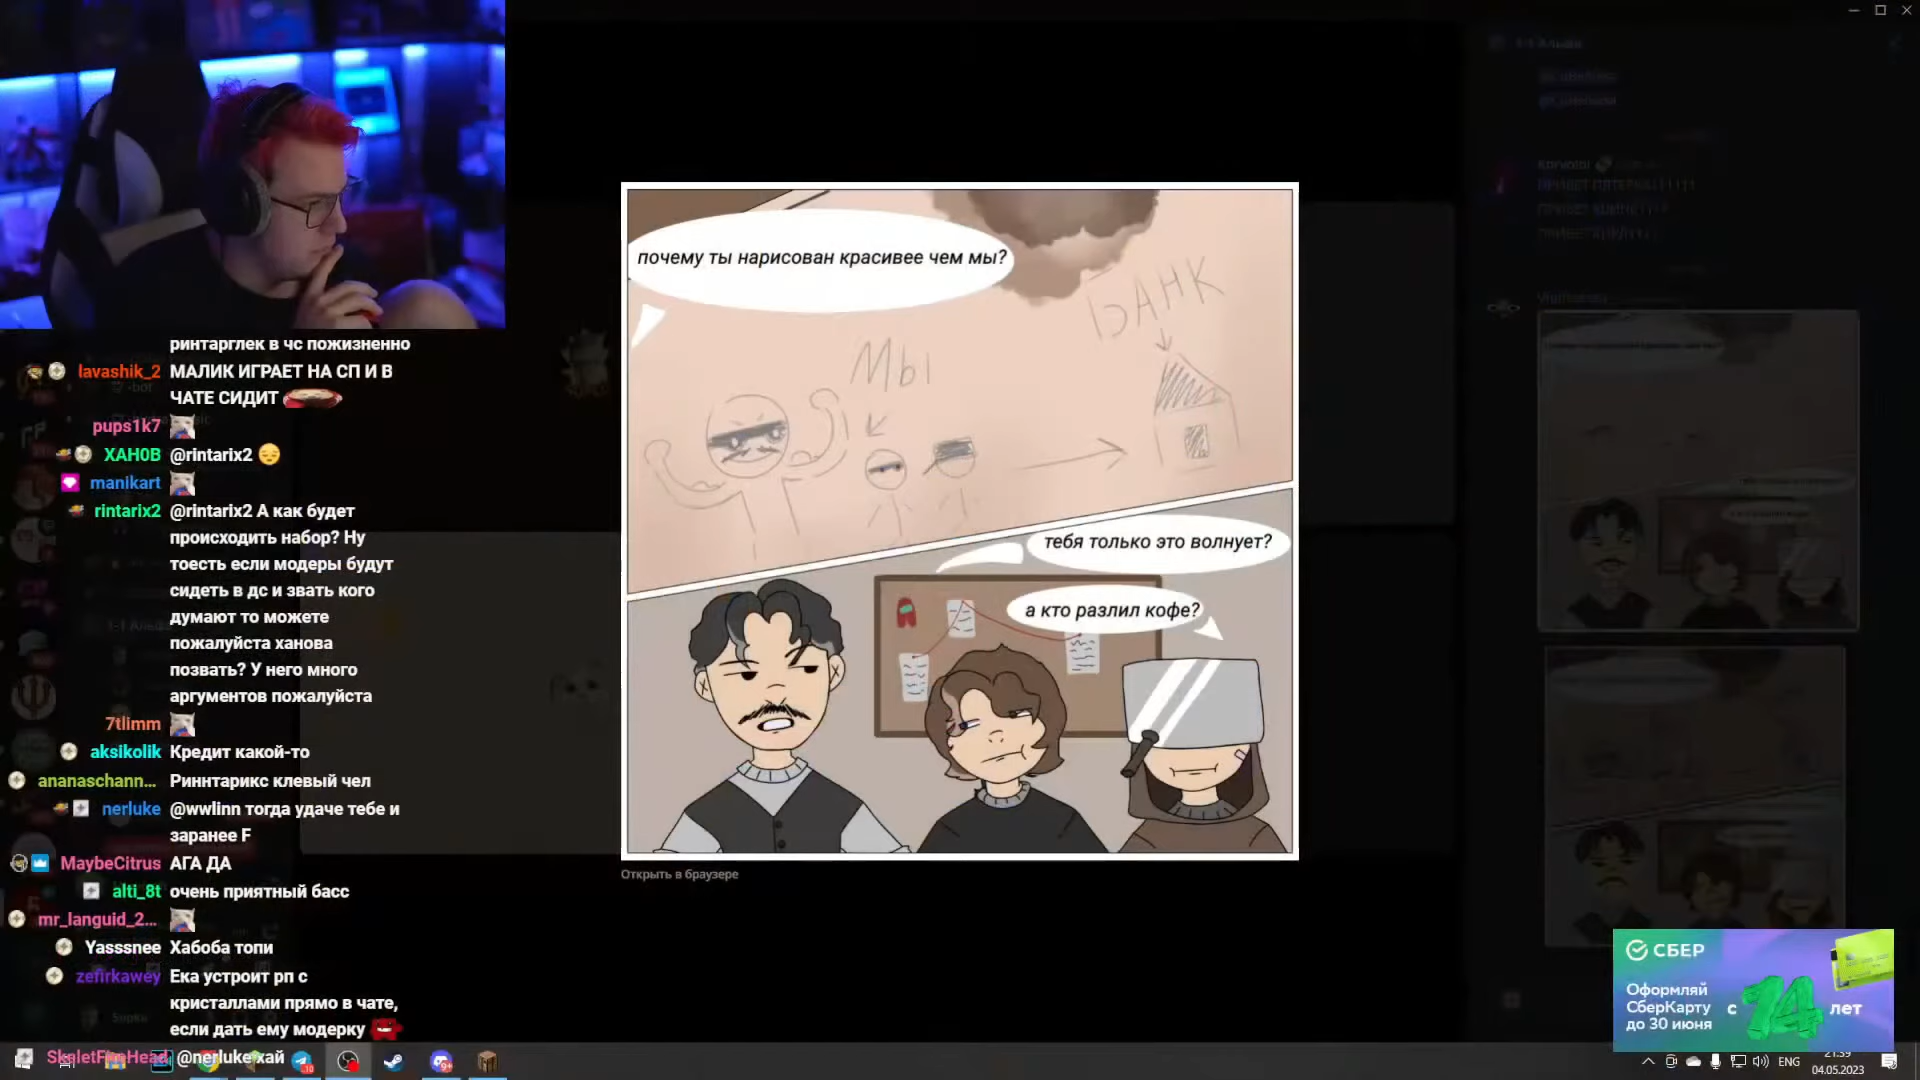 ринтарглек в чс пожизненно
lavashik_2 МАЛИК ИГРАЕТ НА СП И В
ЧАТЕ СИДИТ
pups1k7
XAH0B @rintarix2
manikart
rintarix2 @rintarix2 А как будет
происходить набор? Ну
тоесть если модеры будут
сидеть в дс и звать кого
думают то можете
пожалуйста ханова
позвать? У него много
аргументов пожалуйста
7tlimm
aksikolik Кредит какой-то
ananaschann... Риннтарикс клевый чел
nerluke @wwlinn тогда удаче тебе и
заранее F
MaybeCitrus АГА ДА
alti_8t очень приятный басс
mr_languid_2...
Yasssnee Хабоба топи
zefirkawey Ека устроит рп с
кристаллами прямо в чате,
если дать ему модерку
SkeletFireHead @nerluke хай
почему ты нарисован красивее чем мы?
БАНК
Мы
тебя только это волнует?
а кто разлил кофе?
Открыть в браузере
СБЕР
Оформляй
СберКарту
до 30 июня
с 14 лет
ENG
21:39
04.05.2023